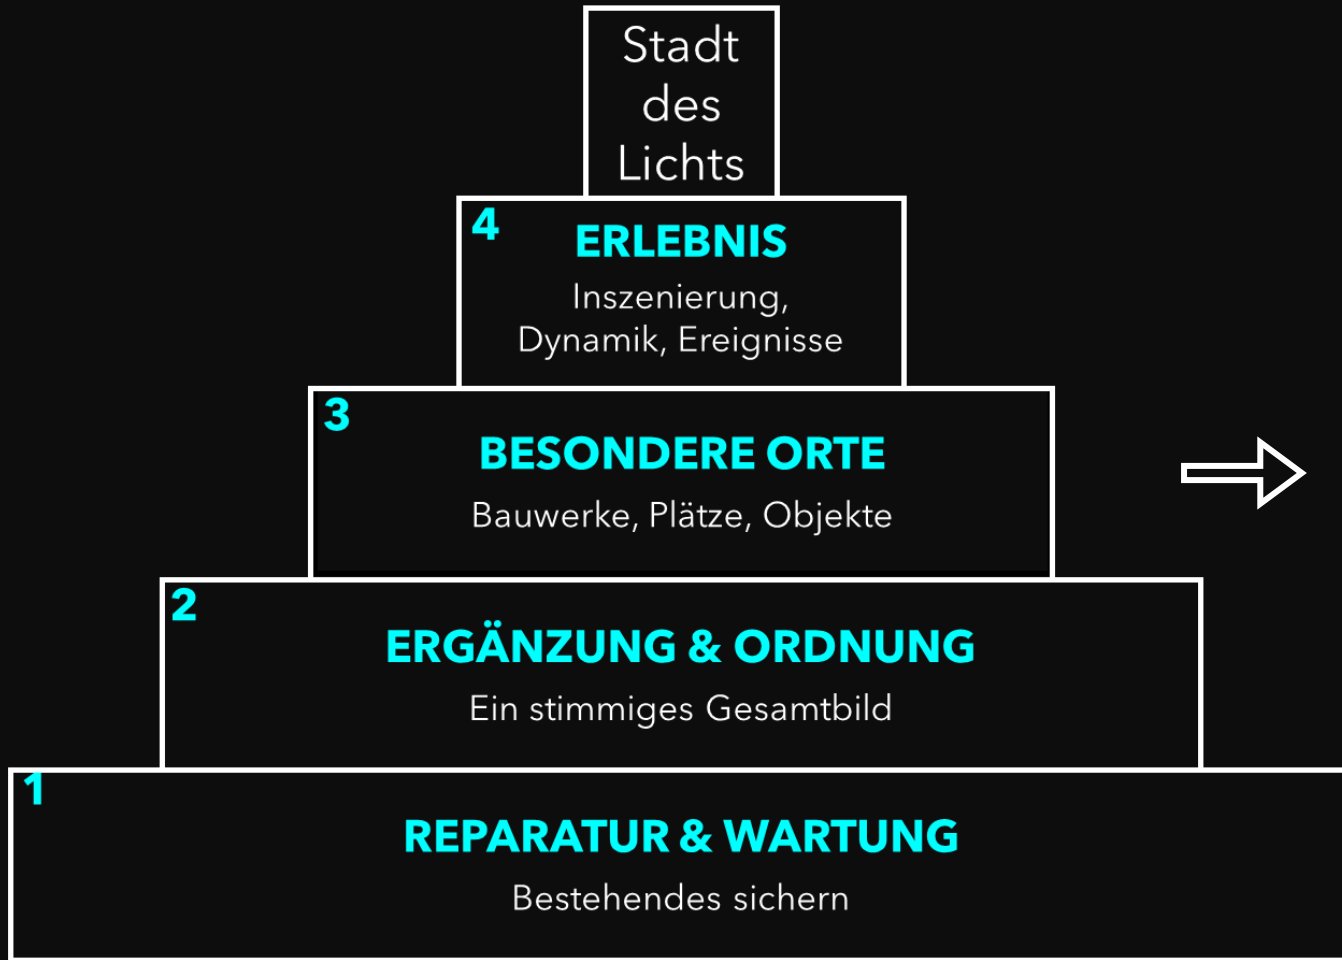 Stadt
des
Lichts
4
ERLEBNIS
Inszenierung,
Dynamik, Ereignisse
3
BESONDERE ORTE
Bauwerke, Plätze, Objekte
2
ERGÄNZUNG & ORDNUNG
Ein stimmiges Gesamtbild
1
REPARATUR & WARTUNG
Bestehendes sichern